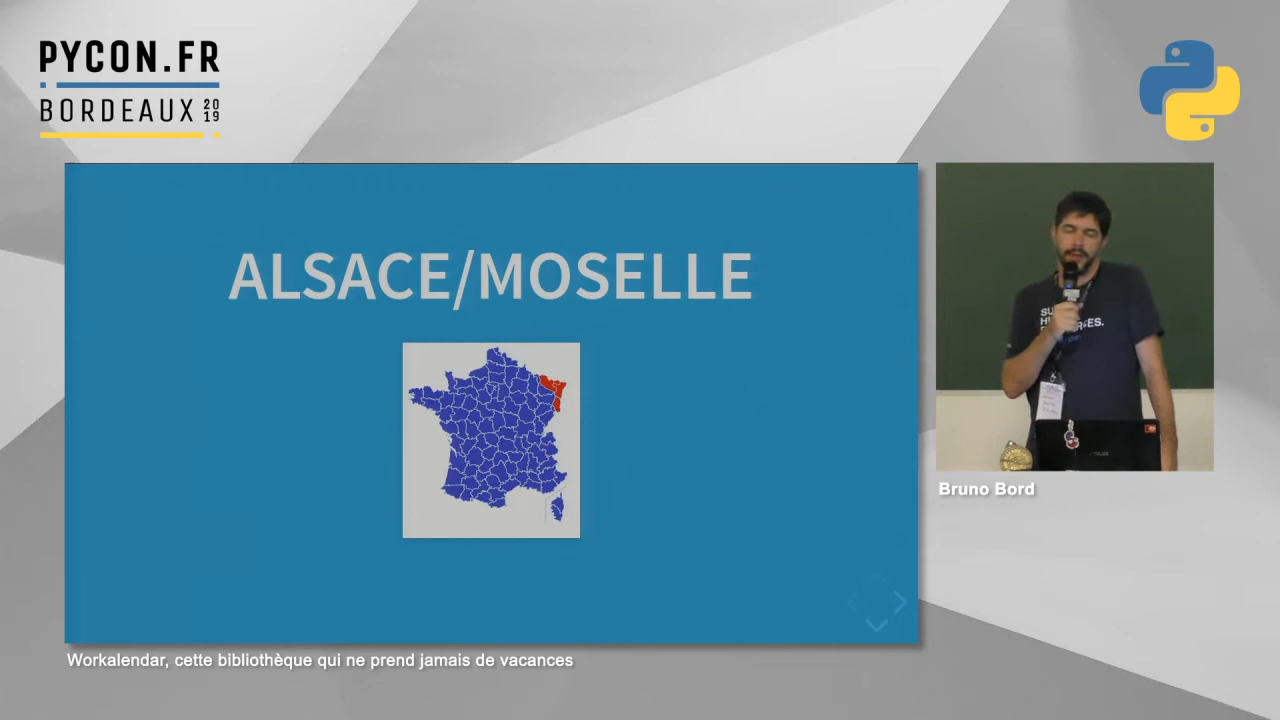 PYCON.FR
BORDEAUX 2019
ALSACE/MOSELLE
Bruno Bord
Workalendar, cette bibliothèque qui ne prend jamais de vacances